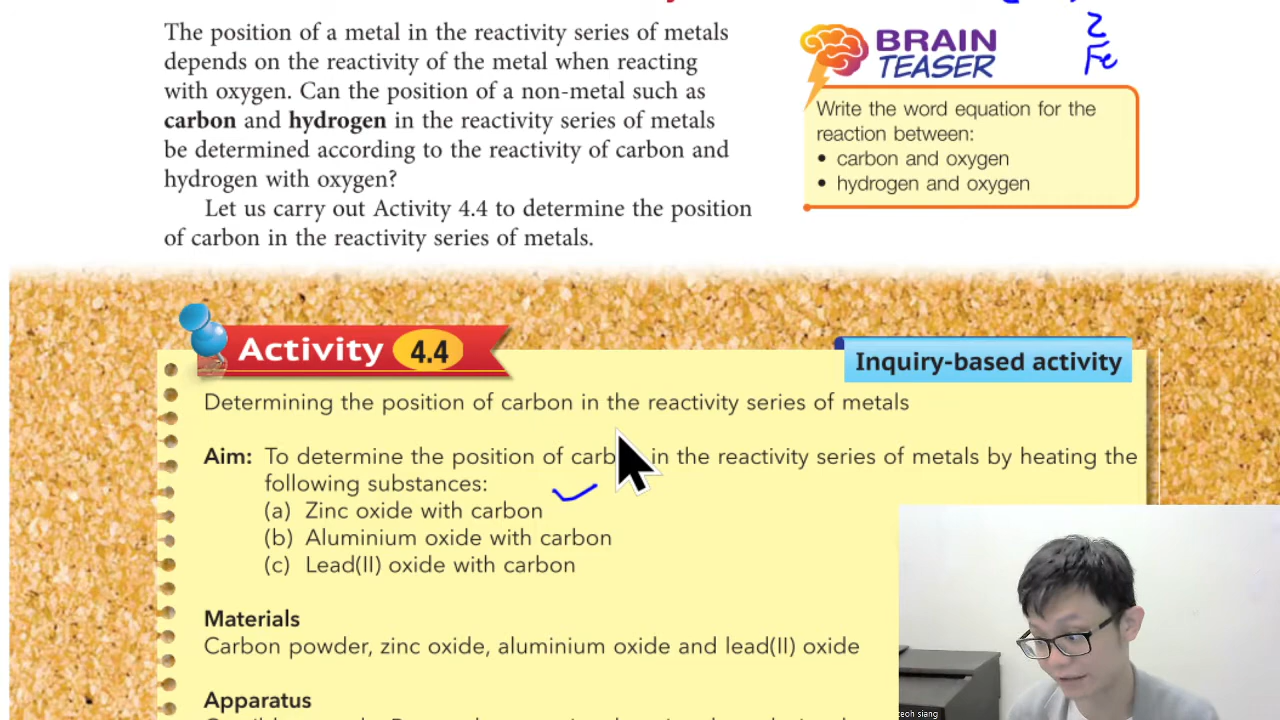 The position of a metal in the reactivity series of metals
depends on the reactivity of the metal when reacting
with oxygen. Can the position of a non-metal such as
carbon and hydrogen in the reactivity series of metals
be determined according to the reactivity of carbon and
hydrogen with oxygen?
Let us carry out Activity 4.4 to determine the position
of carbon in the reactivity series of metals.
Fe
BRAIN
TEASER
Write the word equation for the
reaction between:
• carbon and oxygen
• hydrogen and oxygen
Activity 4.4
Inquiry-based activity
Determining the position of carbon in the reactivity series of metals
Aim: To determine the position of in the reactivity series of metals by heating the
following substances:
(a) Zinc oxide with carbon
(b) Aluminium oxide with carbon
(c) Lead(II) oxide with carbon
Materials
Carbon powder, zinc oxide, aluminium oxide and lead(II) oxide
Apparatus
teoh siang